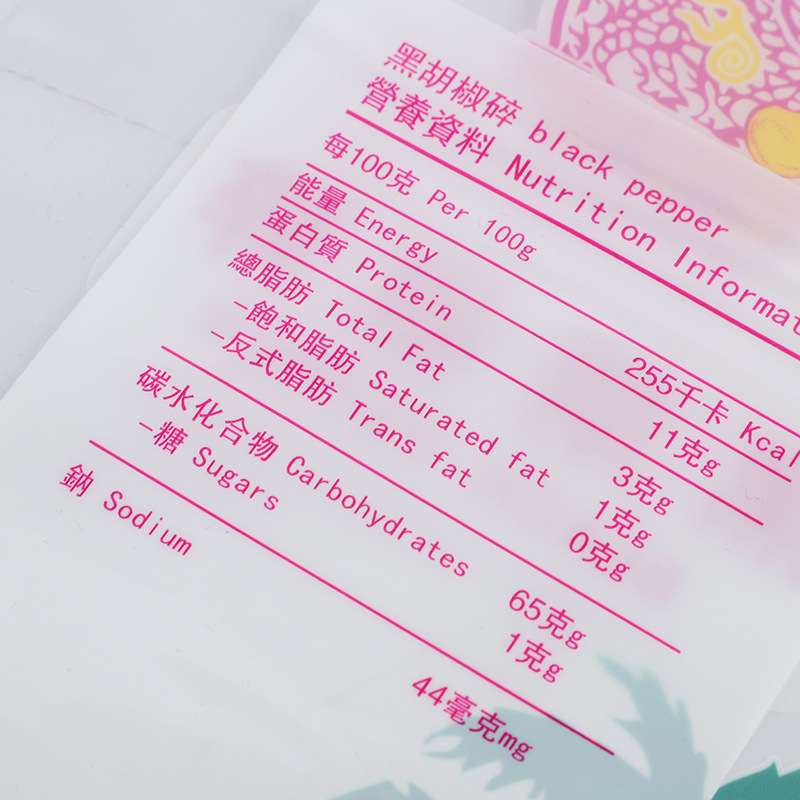 黑胡椒碎 black pepper
營養資料 Nutrition Informat
每100克 Per 100g
能量 Energy 255千卡 Kcal
蛋白質 Protein 11克g
總脂肪 Total Fat 3克g
-飽和脂肪 Saturated fat 1克g
-反式脂肪 Trans fat 0克g
碳水化合物 Carbohydrates 65克g
-糖 Sugars 1克g
鈉 Sodium 44毫克mg